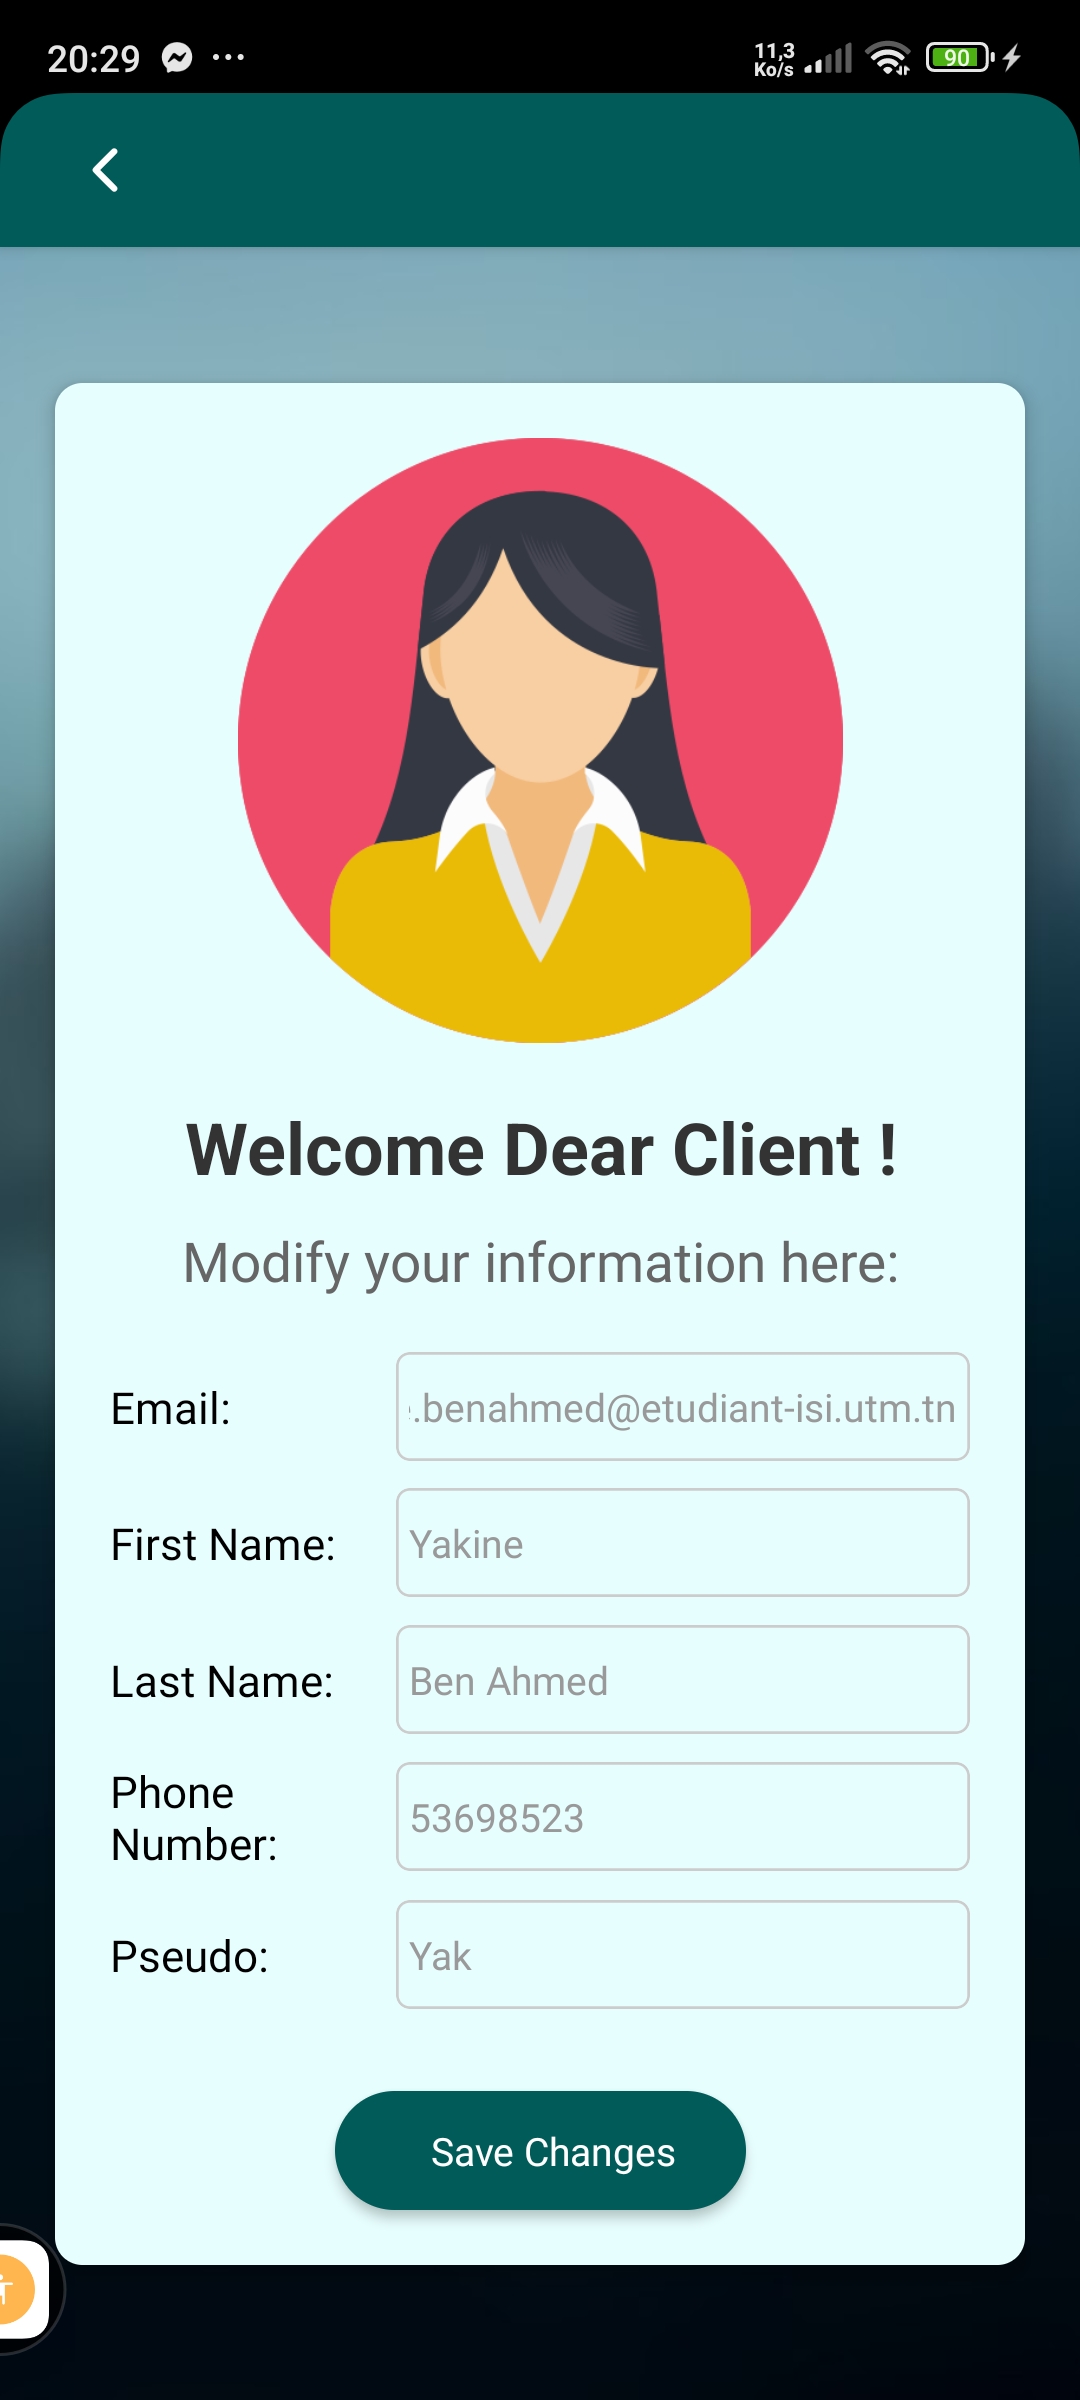 20:29
11,3
Ko/s
90
Welcome Dear Client !
Modify your information here:
Email:
.benahmed@etudiant-isi.utm.tn
First Name:
Yakine
Last Name:
Ben Ahmed
Phone
Number:
53698523
Pseudo:
Yak
Save Changes